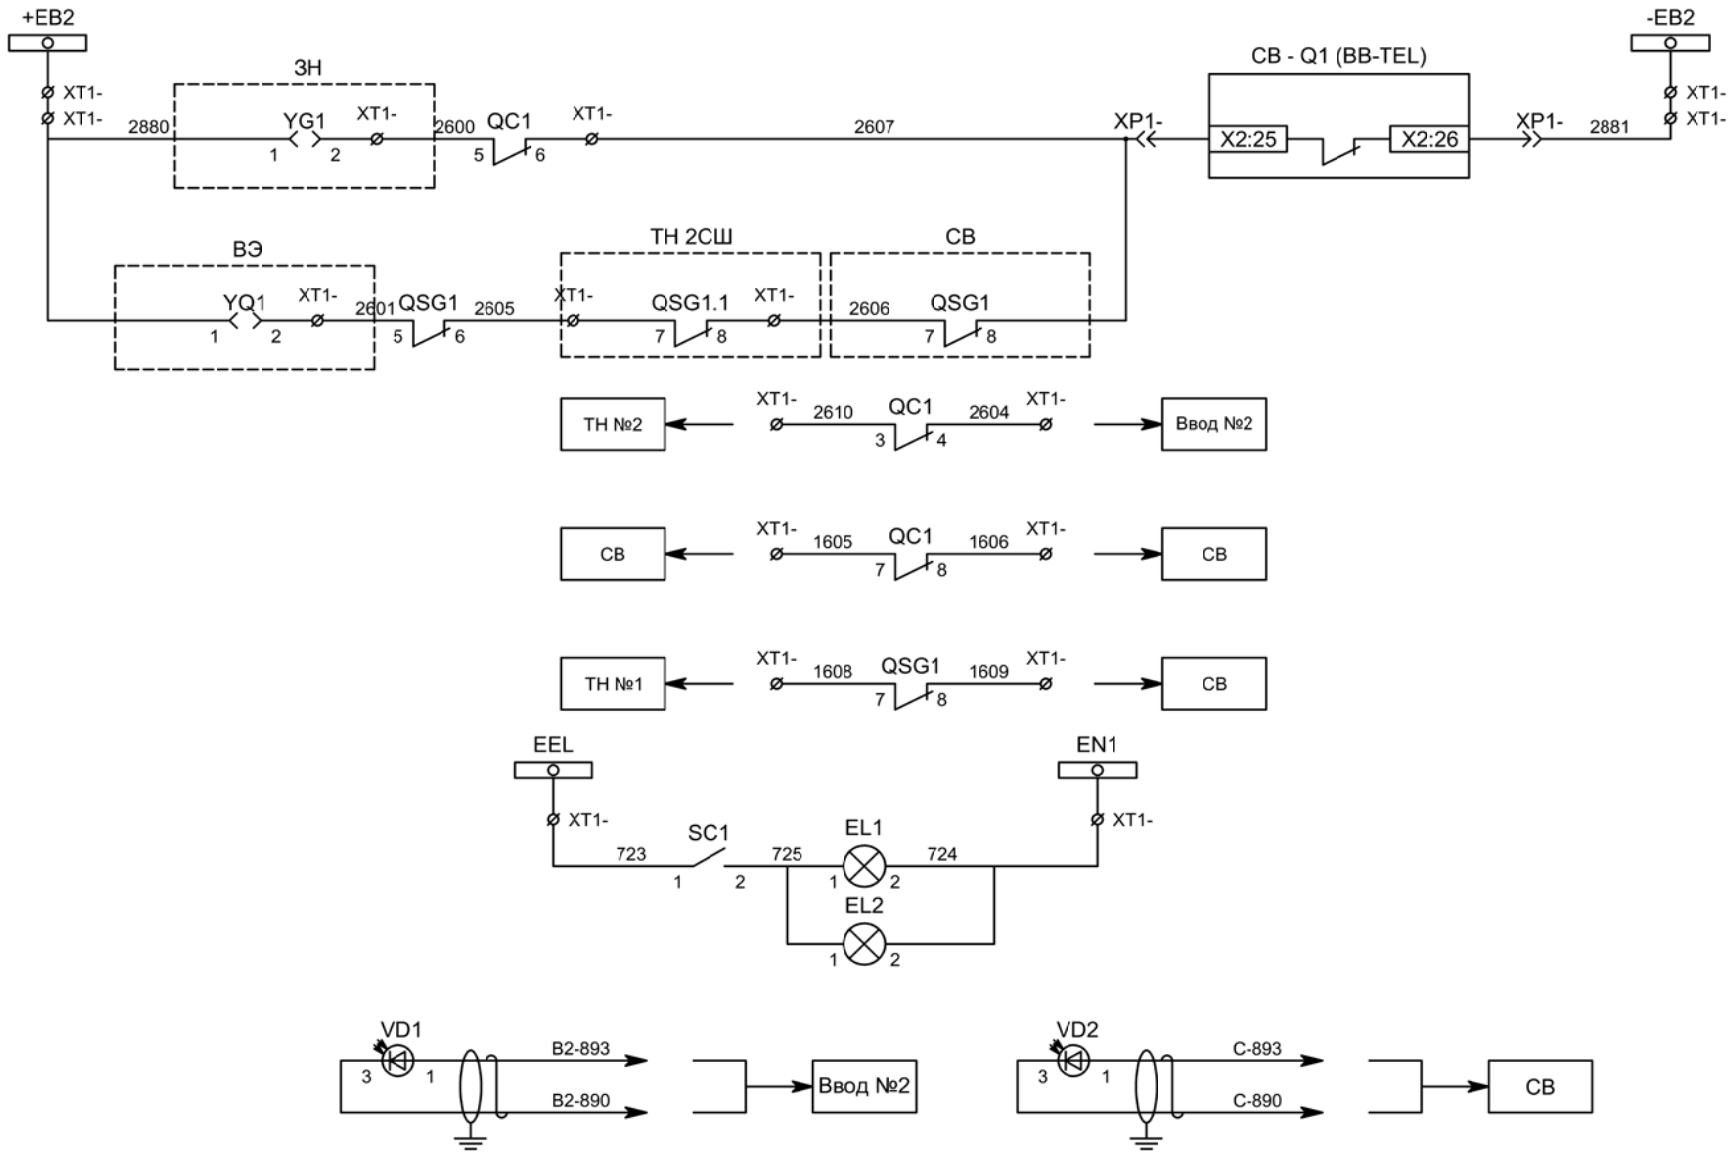 +EB2
-EB2
ЗН
СВ - Q1 (BB-TEL)
XT1-
XT1-
XT1-
XT1-
2880
YG1
XT1-
2600
QC1
XT1-
2607
XP1-
X2:25
X2:26
XP1-
2881
1
2
5
6
ВЭ
ТН 2СШ
СВ
YQ1
XT1-
2601
QSG1
2605
XT1-
QSG1.1
XT1-
2606
QSG1
1
2
5
6
7
8
7
8
ТН №2
XT1-
2610
QC1
2604
XT1-
Ввод №2
3
4
СВ
XT1-
1605
QC1
1606
XT1-
СВ
7
8
ТН №1
XT1-
1608
QSG1
1609
XT1-
СВ
7
8
EEL
EN1
XT1-
XT1-
723
SC1
725
EL1
724
1
2
1
2
EL2
1
2
VD1
3
1
B2-893
B2-890
Ввод №2
VD2
3
1
C-893
C-890
СВ